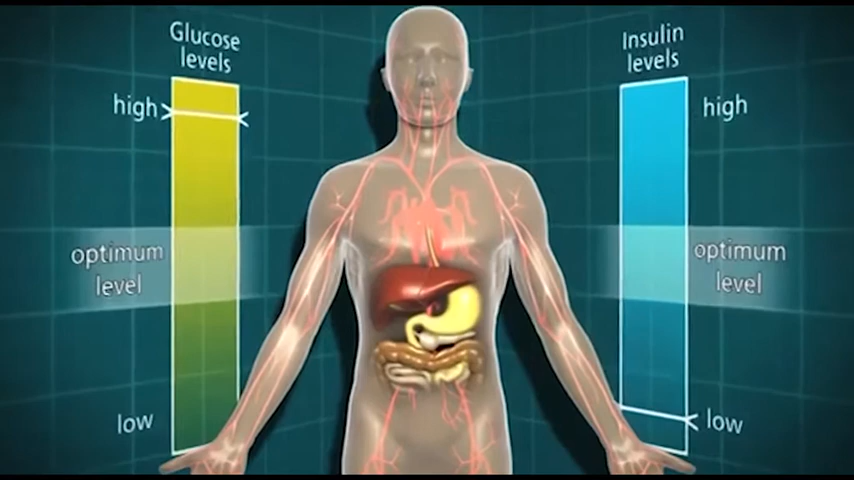 Glucose
levels
high
optimum
level
low
Insulin
levels
high
optimum
level
low